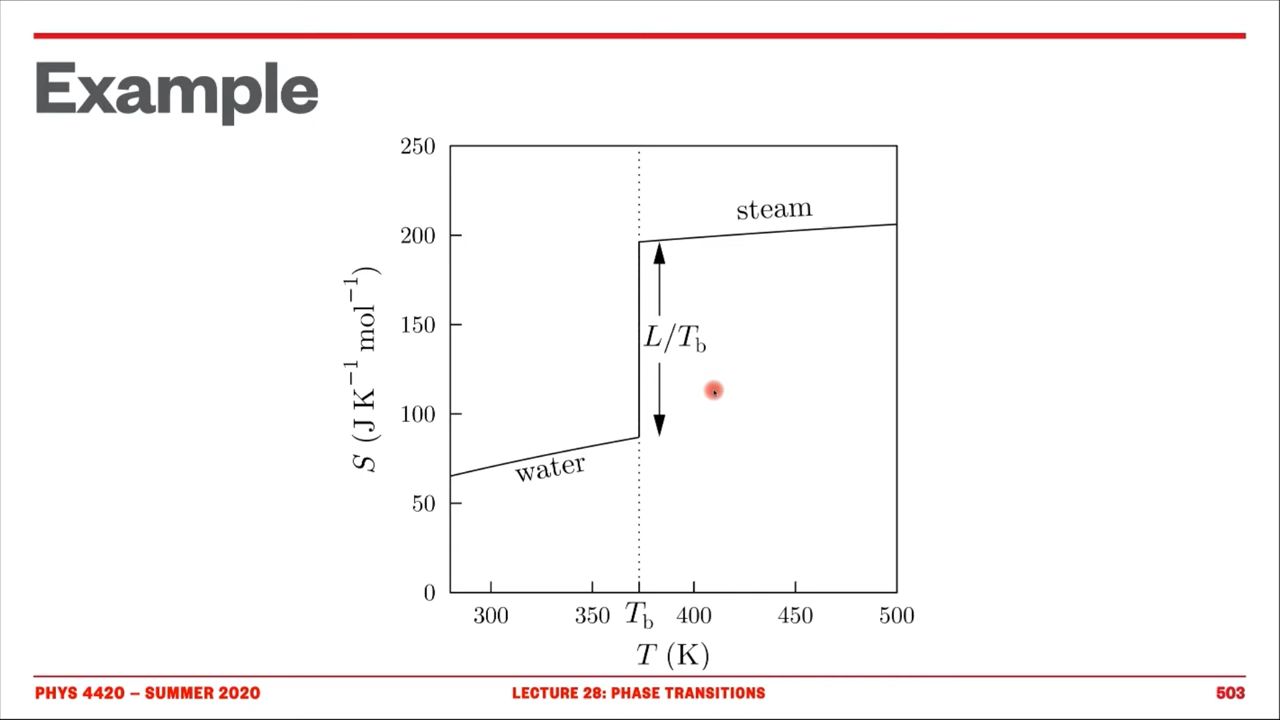 Example
250
200
150
100
50
0
S (J K⁻¹ mol⁻¹)
steam
L/T_b
water
300 350 T_b 400 450 500
T (K)
PHYS 4420 – SUMMER 2020 LECTURE 28: PHASE TRANSITIONS 503